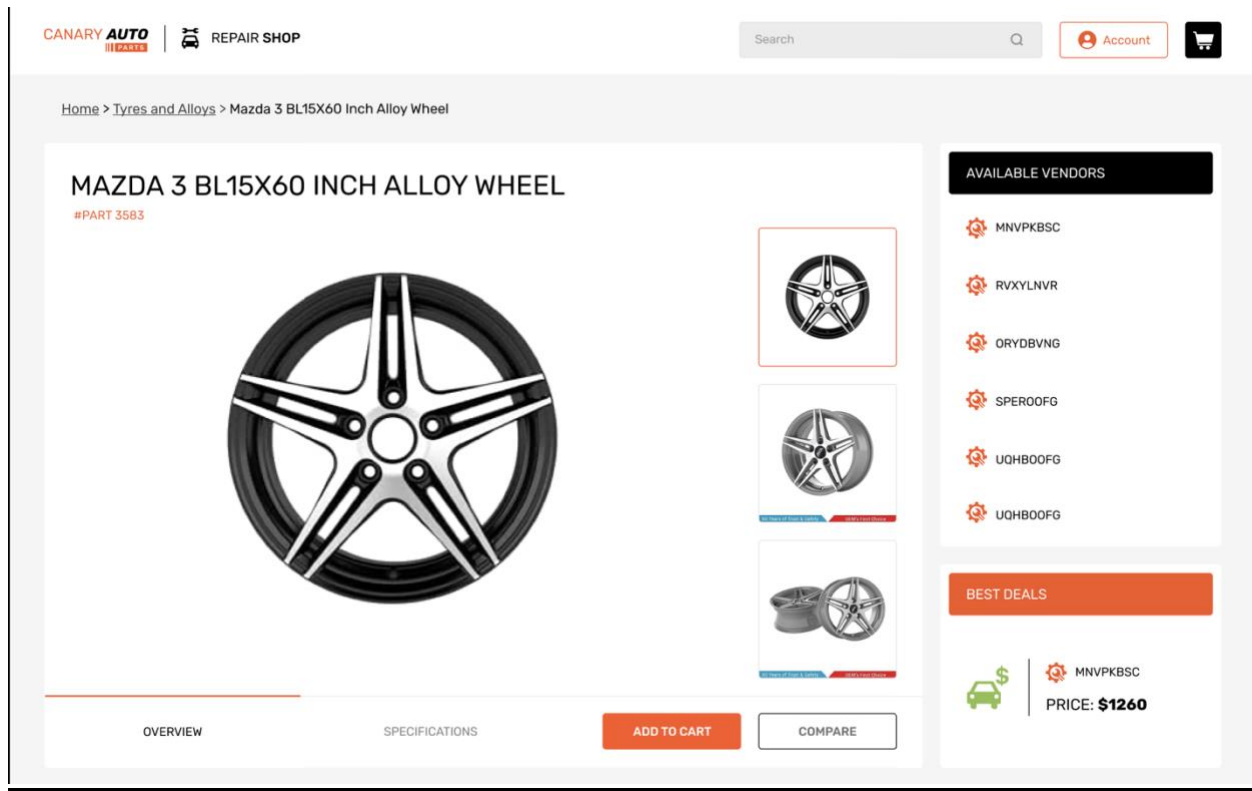 CANARY AUTO
PARTS
REPAIR SHOP
Search
Account
Home > Tyres and Alloys > Mazda 3 BL15X60 Inch Alloy Wheel
MAZDA 3 BL15X60 INCH ALLOY WHEEL
#PART 3583
AVAILABLE VENDORS
MNVPKBSC
RVXYLNVR
ORYDBVNG
SPEROOFG
UQHBOOFG
UQHBOOFG
BEST DEALS
$
MNVPKBSC
PRICE: $1260
OVERVIEW
SPECIFICATIONS
ADD TO CART
COMPARE